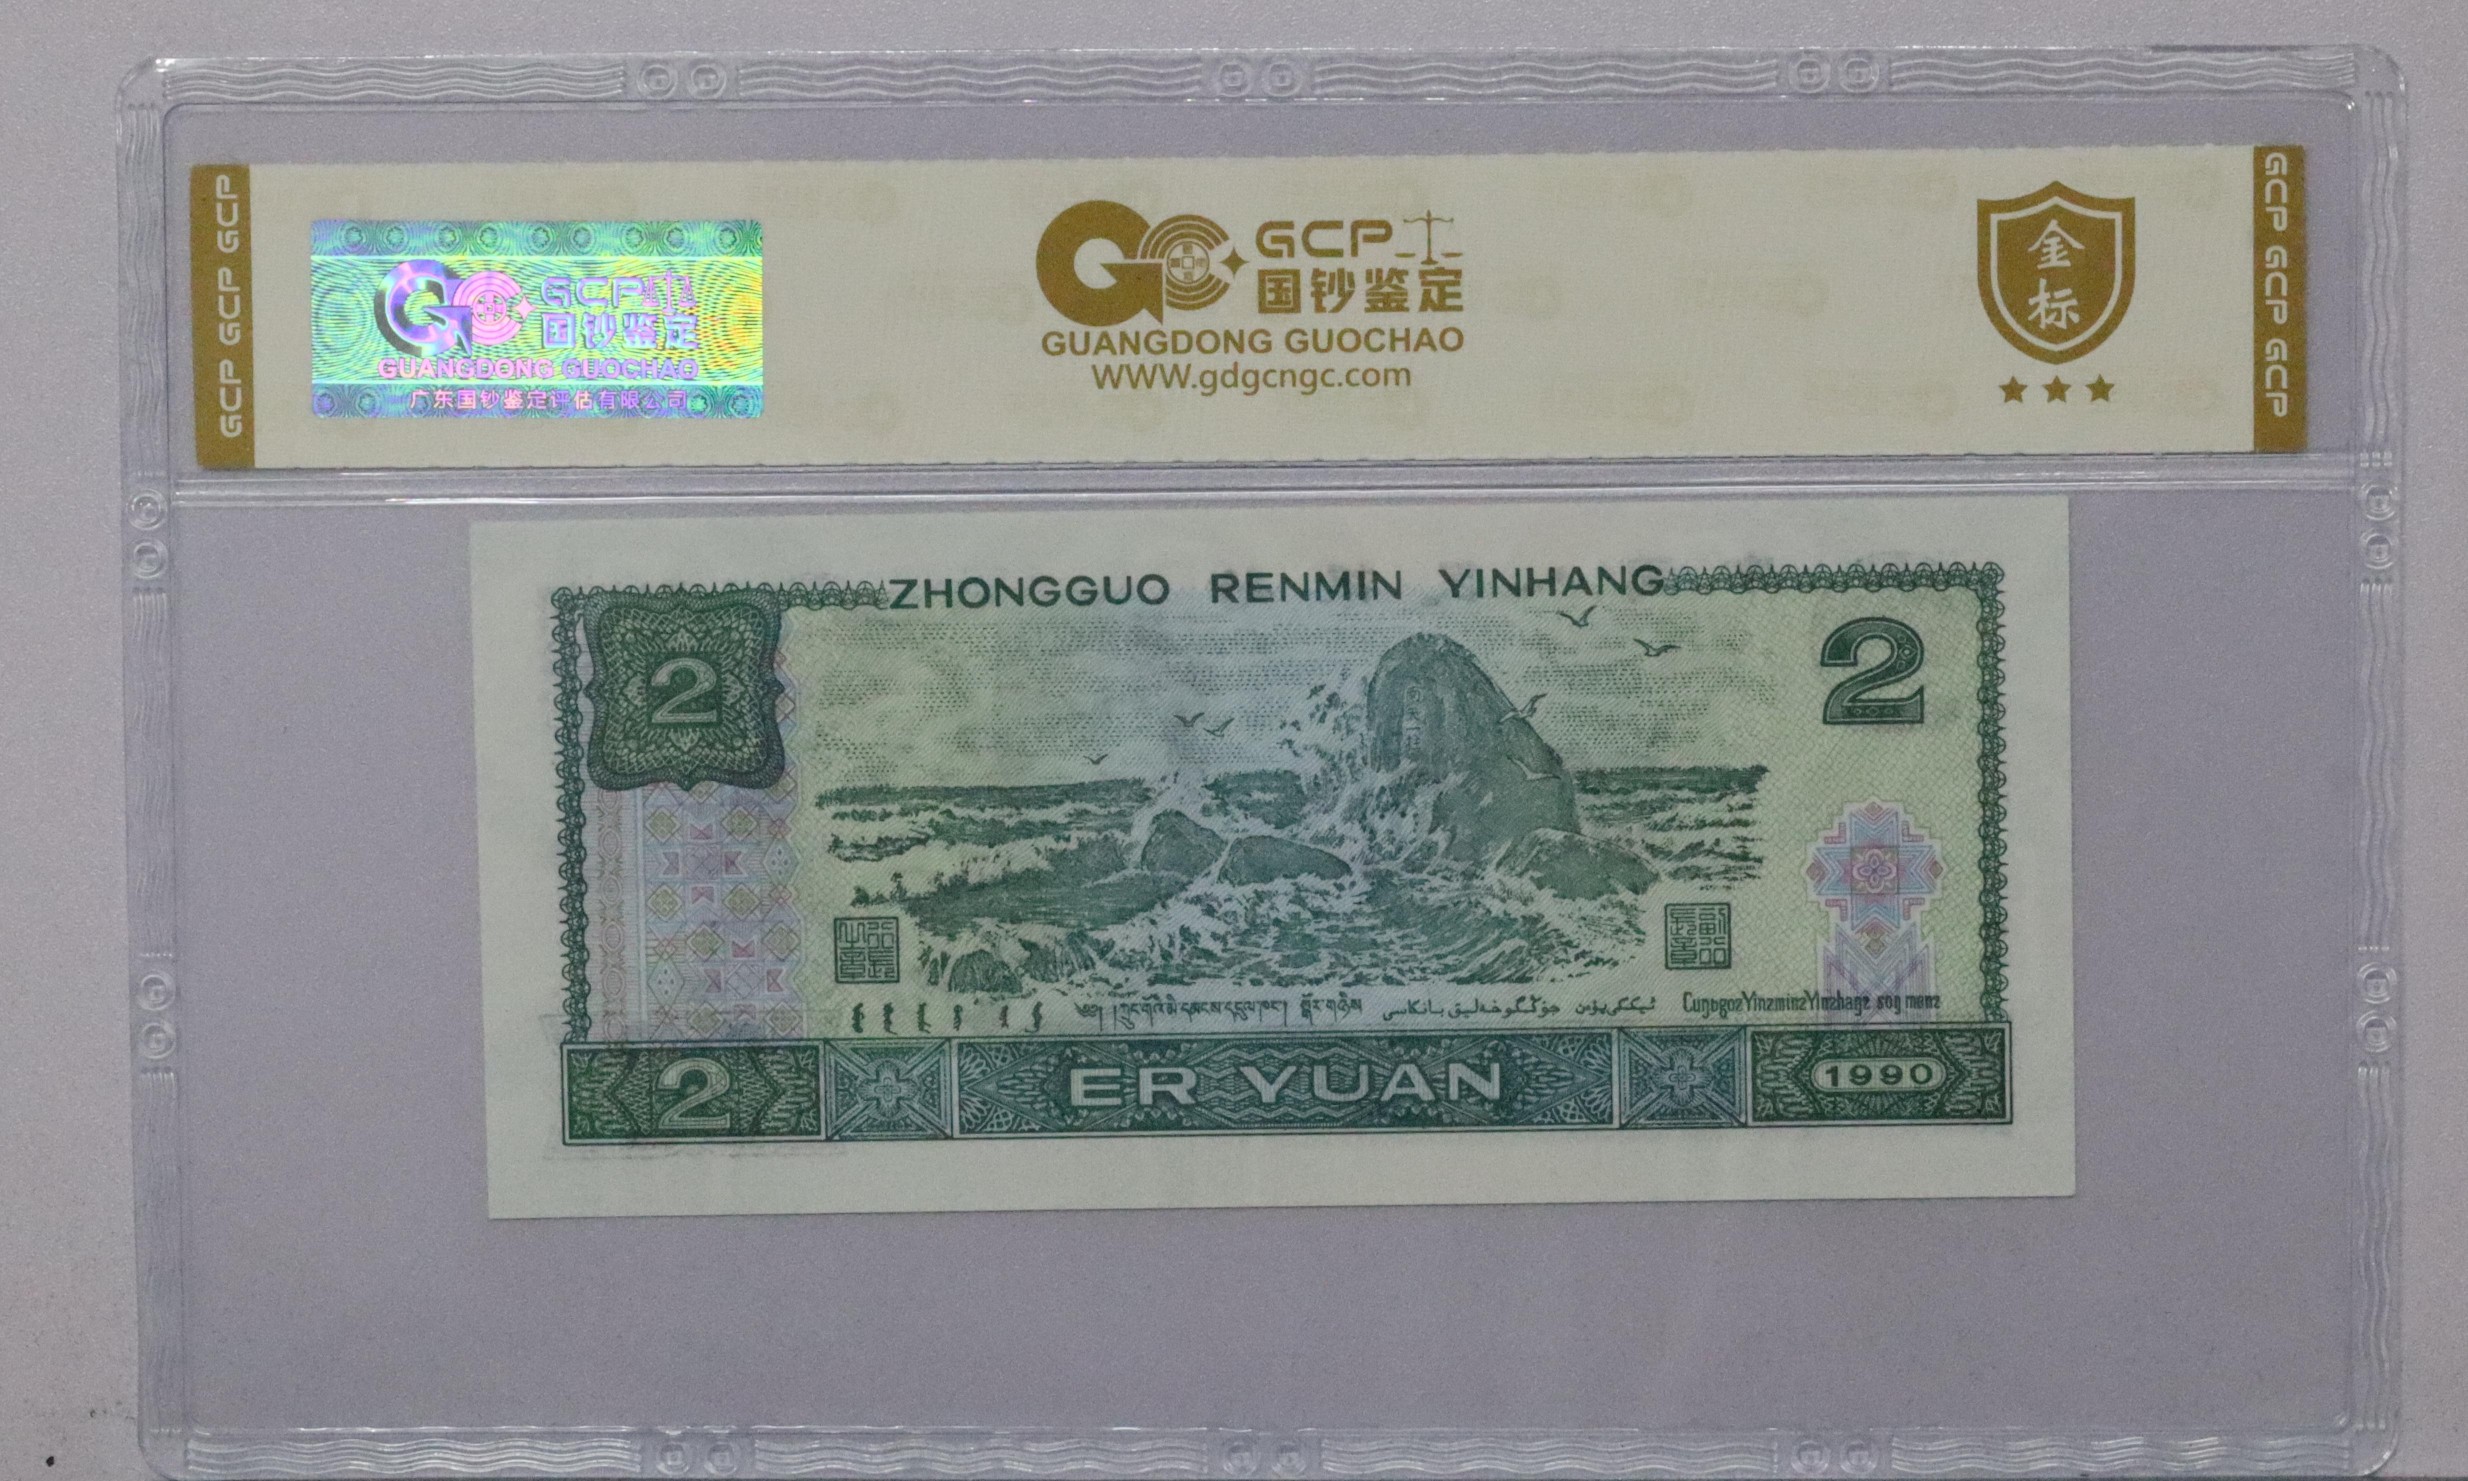 GCP GCP GCP
GCP
国钞鉴定
GUANGDONG GUOCHAO
广东国钞鉴定评估有限公司
GCP
国钞鉴定
GUANGDONG GUOCHAO
WWW.gdgcngc.com
金
标
GCP GCP GCP
ZHONGGUO RENMIN YINHANG
2
2
2
ER YUAN
1990